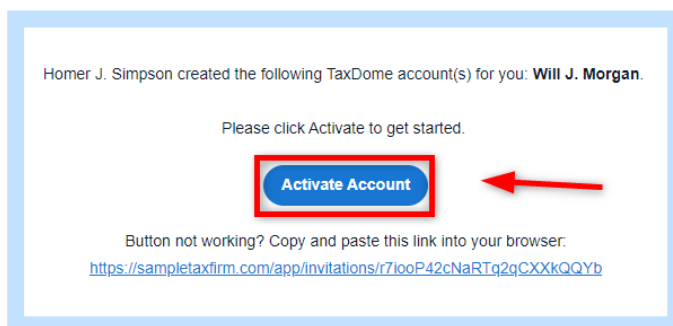 Homer J. Simpson created the following TaxDome account(s) for you: Will J. Morgan.
Please click Activate to get started.
Activate Account
Button not working? Copy and paste this link into your browser:
https://sampletaxfirm.com/app/invitations/r7iooP42cNaRTq2qCXXkQQYb